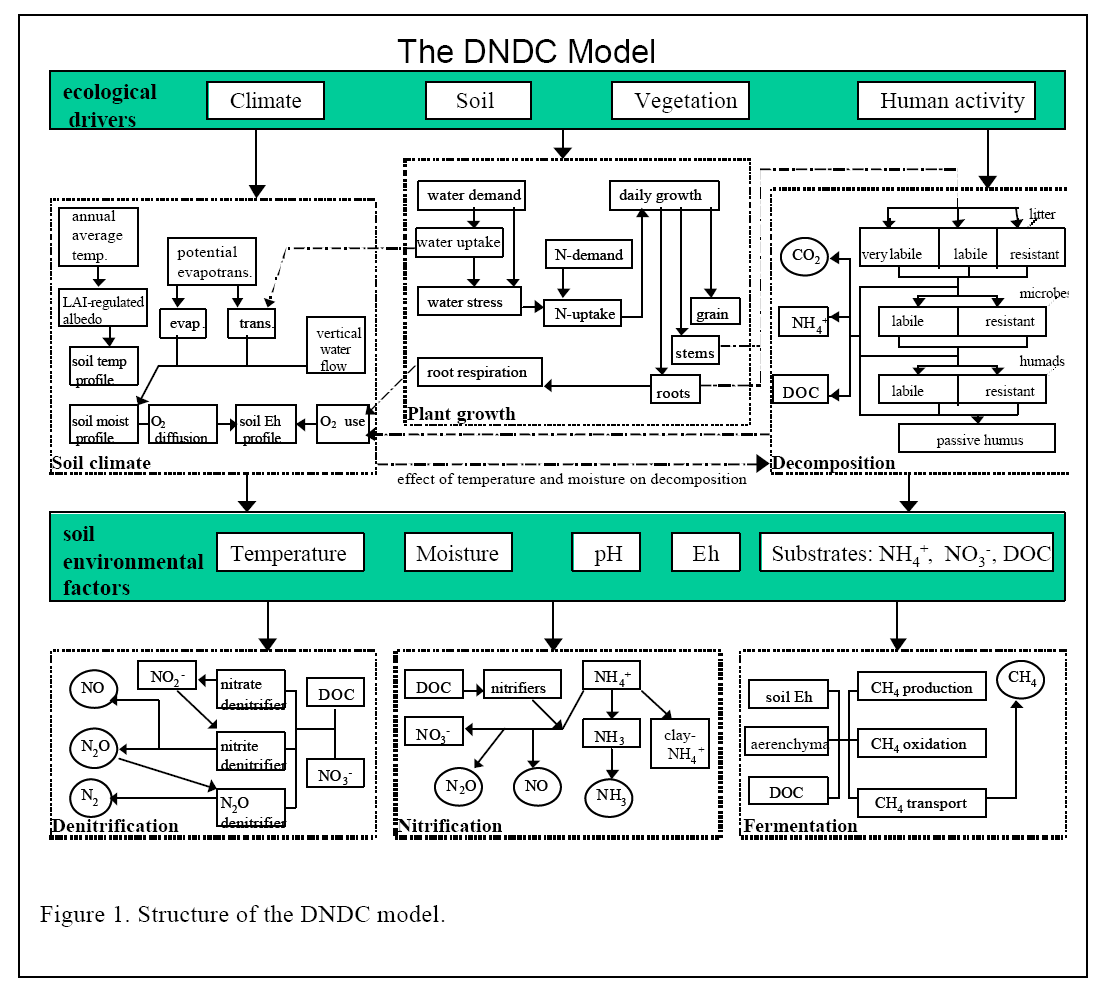 The DNDC Model
ecological
drivers
Climate
Soil
Vegetation
Human activity
annual
average
temp.
potential
evapotrans.
LAI-regulated
albedo
evap.
trans.
vertical
water
flow
soil temp
profile
soil moist
profile
O₂
diffusion
soil Eh
profile
O₂ use
Soil climate
water demand
daily growth
water uptake
N-demand
water stress
N-uptake
grain
stems
root respiration
roots
Plant growth
litter
CO₂
very labile
labile
resistant
microbes
NH₄⁺
labile
resistant
humads
DOC
labile
resistant
passive humus
Decomposition
effect of temperature and moisture on decomposition
soil
environmental
factors
Temperature
Moisture
pH
Eh
Substrates: NH₄⁺, NO₃⁻, DOC
NO
NO₂⁻
nitrate
denitrifier
DOC
N₂O
nitrite
denitrifier
NO₃⁻
N₂
N₂O
denitrifier
Denitrification
DOC
nitrifiers
NH₄⁺
NO₃⁻
NH₃
clay-
NH₄⁺
N₂O
NO
NH₃
Nitrification
soil Eh
CH₄ production
CH₄
aerenchyma
CH₄ oxidation
DOC
CH₄ transport
Fermentation
Figure 1. Structure of the DNDC model.